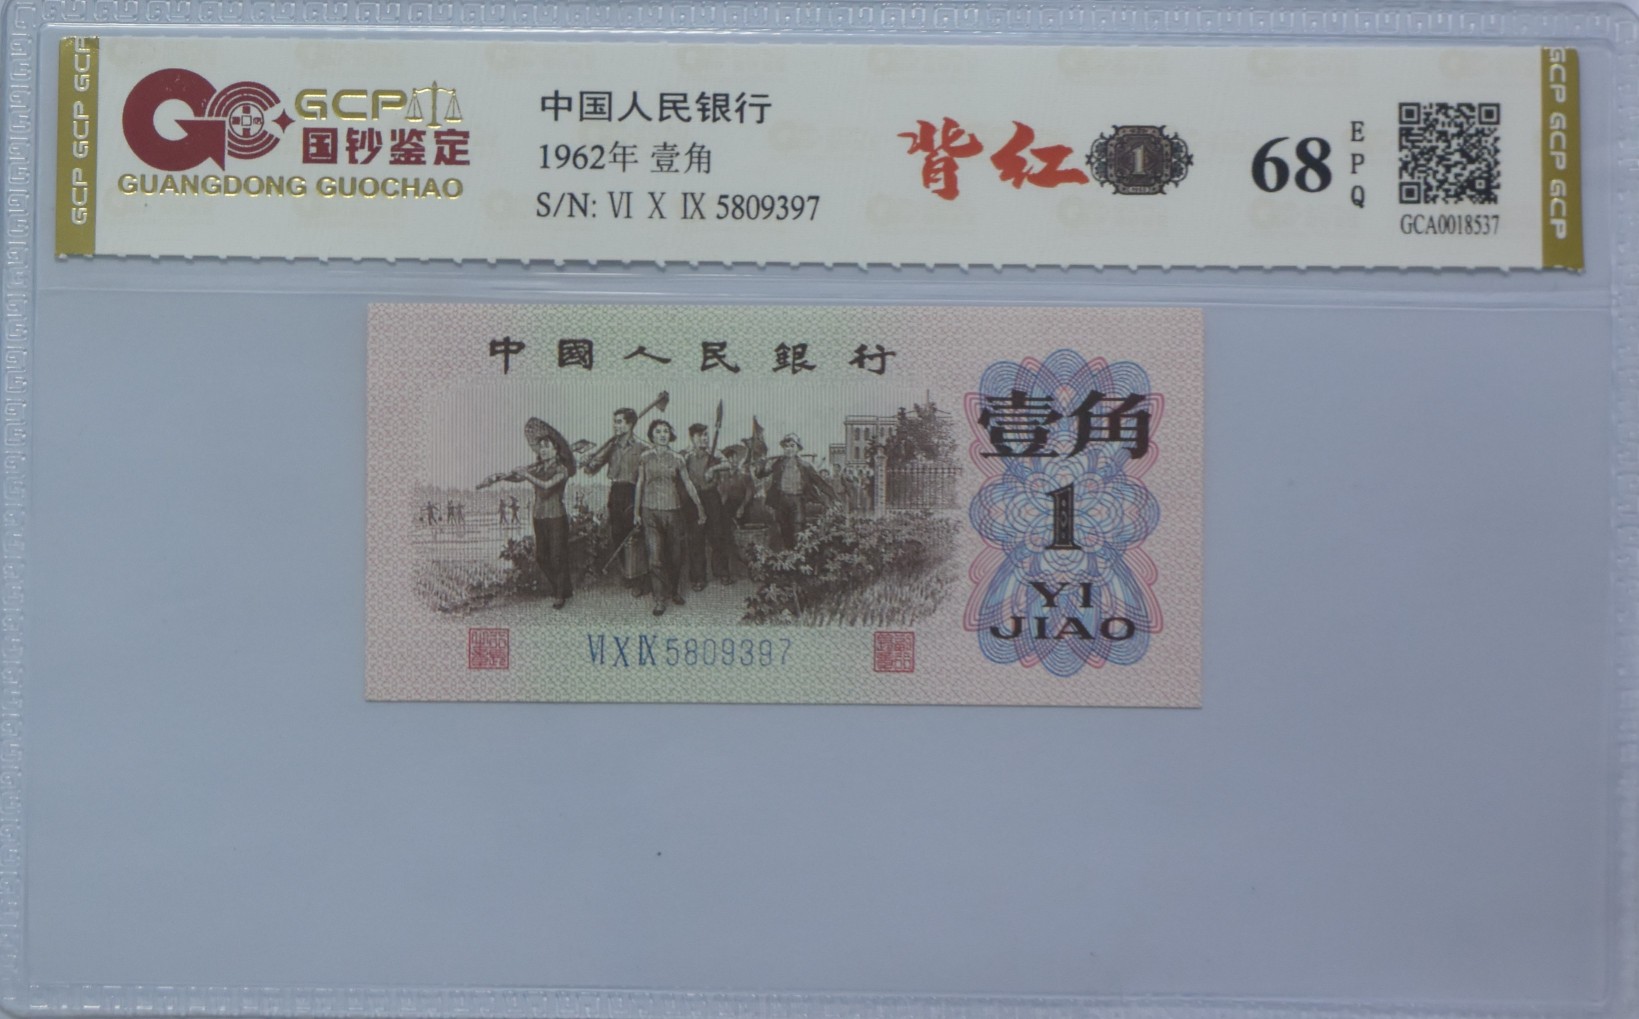 GCP GCP GCP
GCP
国钞鉴定
GUANGDONG GUOCHAO
中国人民银行
1962年 壹角
S/N: Ⅵ Ⅹ Ⅸ 5809397
背红
1
68
EPQ
GCA0018537
GCP GCP GCP
中國人民銀行
壹角
1
YI
JIAO
Ⅵ Ⅹ Ⅸ 5809397